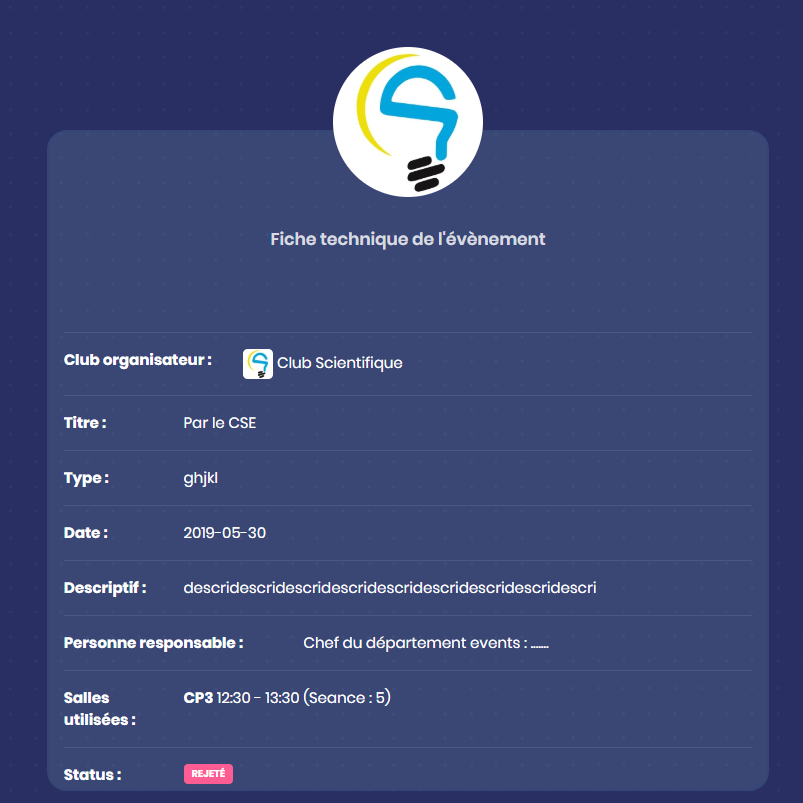 Fiche technique de l'évènement
Club organisateur : Club Scientifique
Titre : Par le CSE
Type : ghjkl
Date : 2019-05-30
Descriptif : descridescridescridescridescridescridescridescridescri
Personne responsable : Chef du département events : .......
Salles utilisées : CP3 12:30 - 13:30 (Seance : 5)
Status : REJETÉ